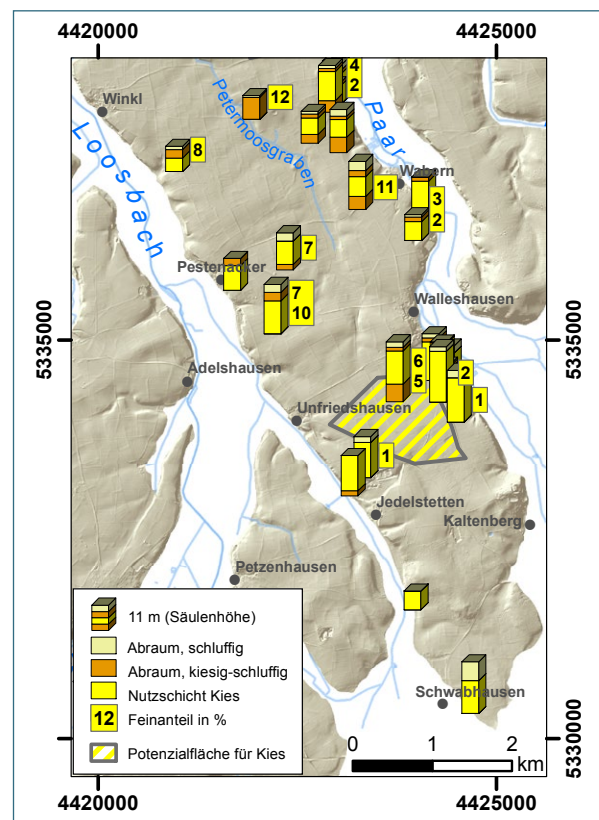 4420000 4425000
Winkl
12
4
2
Paar
Petermoosgraben
Loosbach
8
Wabern
11
3
2
7
Pestenacker
7
10
Walleshausen
5335000 5335000
6
5
2
Adelshausen
1
Unfriedshausen
1
Jedelstetten
Kaltenberg
Petzenhausen
11 m (Säulenhöhe)
Abraum, schluffig
Abraum, kiesig-schluffig
Nutzschicht Kies
12 Feinanteil in %
Potenzialfläche für Kies
Schwabhausen
0 1 2
km
5330000 5330000
4420000 4425000